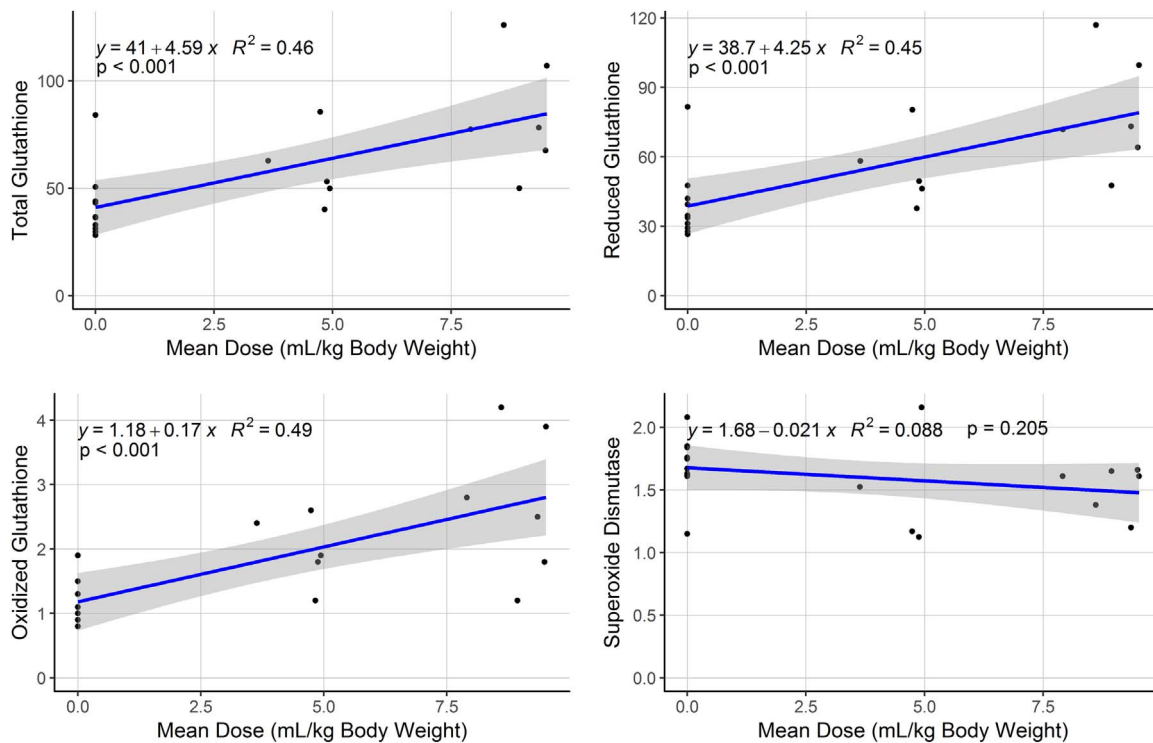 y = 41 + 4.59 x R² = 0.46
p < 0.001
Total Glutathione
100
50
0
0.0 2.5 5.0 7.5
Mean Dose (mL/kg Body Weight)
y = 38.7 + 4.25 x R² = 0.45
p < 0.001
Reduced Glutathione
120
90
60
30
0
0.0 2.5 5.0 7.5
Mean Dose (mL/kg Body Weight)
y = 1.18 + 0.17 x R² = 0.49
p < 0.001
Oxidized Glutathione
4
3
2
1
0
0.0 2.5 5.0 7.5
Mean Dose (mL/kg Body Weight)
y = 1.68 − 0.021 x R² = 0.088 p = 0.205
Superoxide Dismutase
2.0
1.5
1.0
0.5
0.0
0.0 2.5 5.0 7.5
Mean Dose (mL/kg Body Weight)